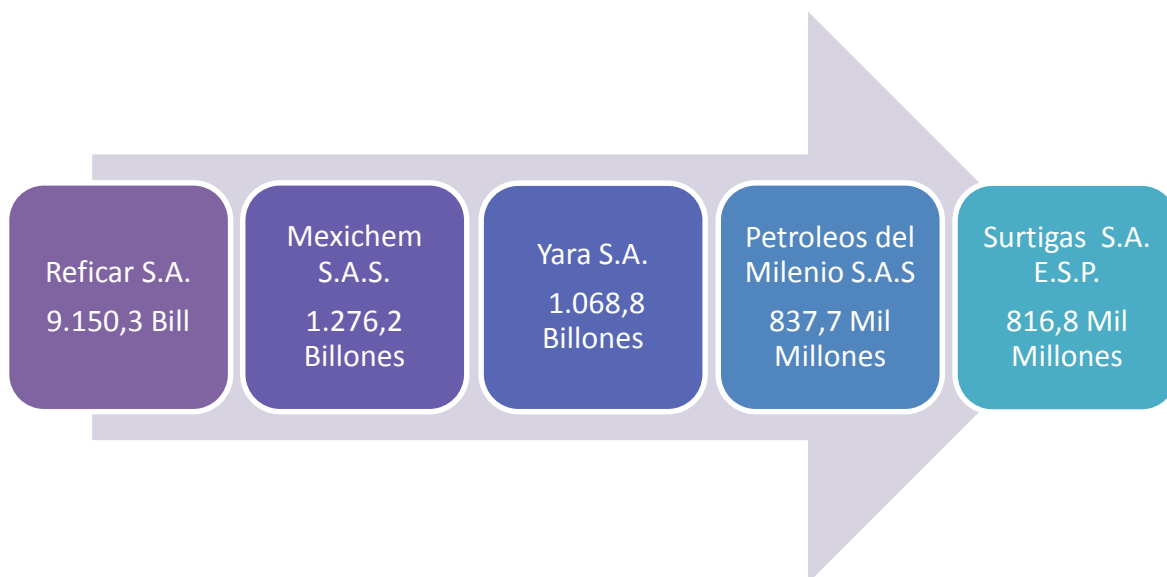 Reficar S.A.
9.150,3 Bill
Mexichem
S.A.S.
1.276,2
Billones
Yara S.A.
1.068,8
Billones
Petroleos del
Milenio S.A.S
837,7 Mil
Millones
Surtigas S.A.
E.S.P.
816,8 Mil
Millones